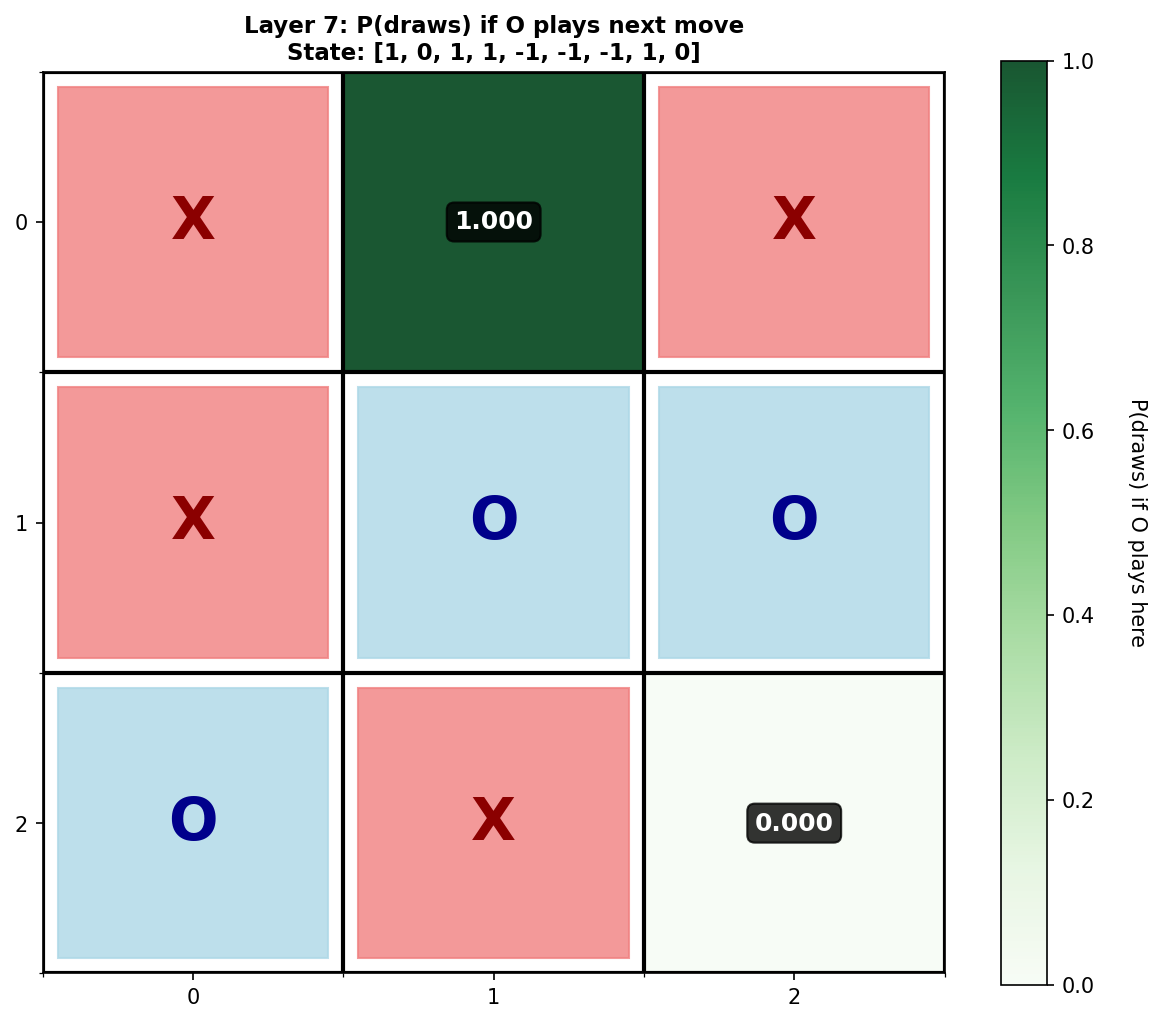 Layer 7: P(draws) if O plays next move
State: [1, 0, 1, 1, -1, -1, -1, 1, 0]
X
1.000
X
X
O
O
O
X
0.000
0
1
2
0
1
2
1.0
0.8
0.6
0.4
0.2
0.0
P(draws) if O plays here